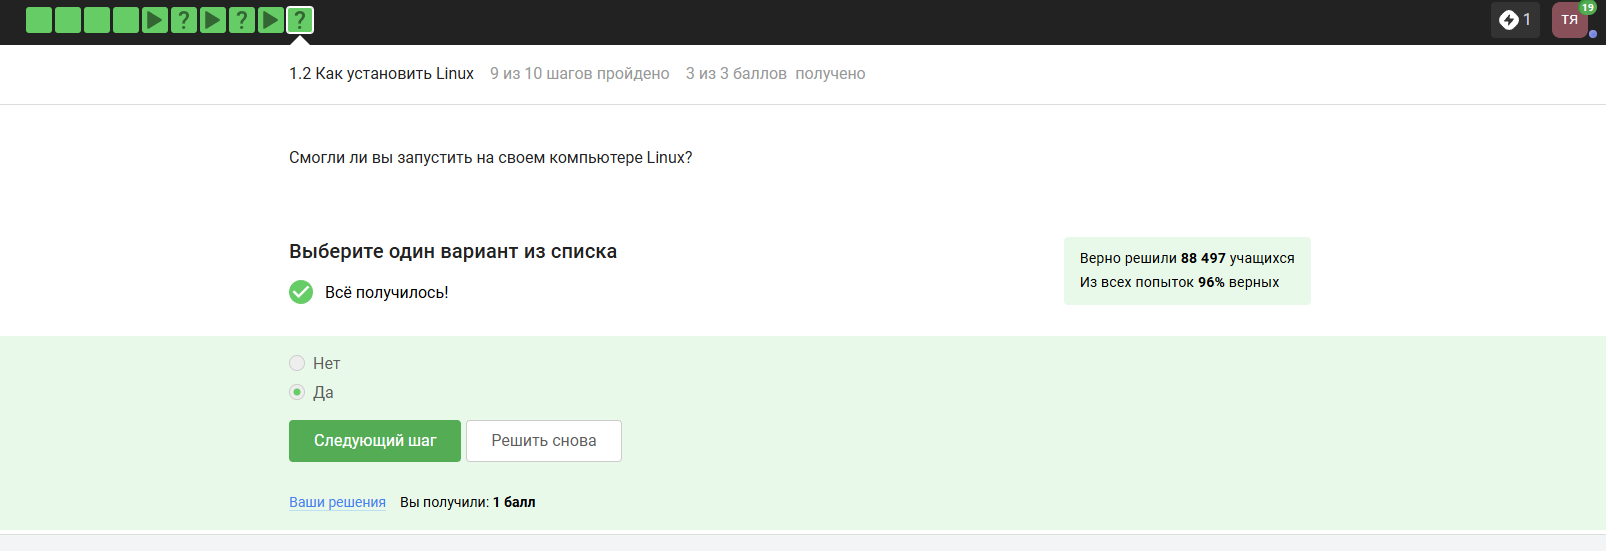 ? ? ?
1
ТЯ
19
1.2 Как установить Linux 9 из 10 шагов пройдено 3 из 3 баллов получено
Смогли ли вы запустить на своем компьютере Linux?
Выберите один вариант из списка
Всё получилось!
Верно решили 88 497 учащихся
Из всех попыток 96% верных
Нет
Да
Следующий шаг Решить снова
Ваши решения Вы получили: 1 балл